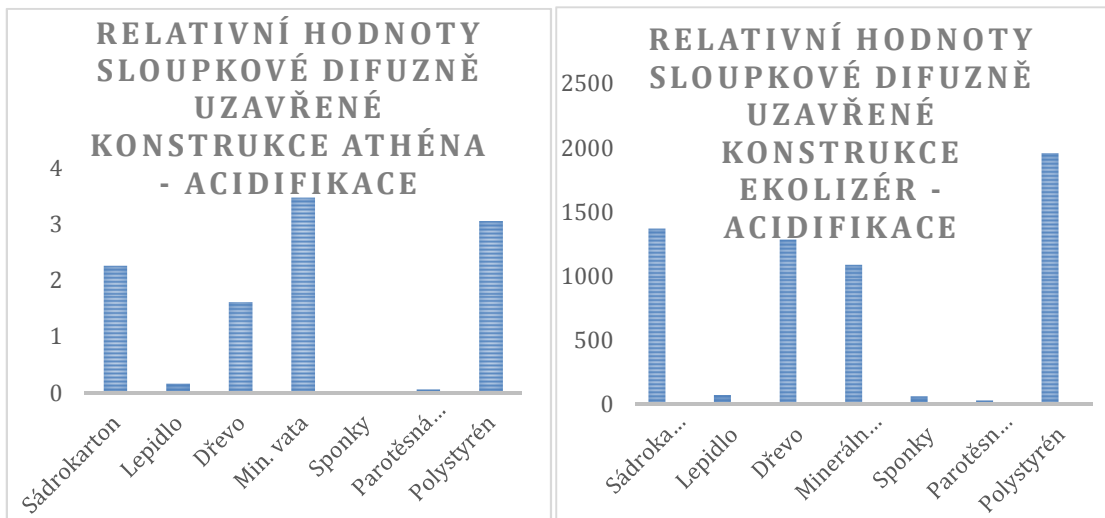 RELATIVNÍ HODNOTY
SLOUPKOVÉ DIFUZNĚ
UZAVŘENÉ
KONSTRUKCE ATHÉNA
- ACIDIFIKACE
4
3
2
1
0
Sádrokarton
Lepidlo
Dřevo
Min. vata
Sponky
Parotěsná...
Polystyrén
RELATIVNÍ HODNOTY
SLOUPKOVÉ DIFUZNĚ
UZAVŘENÉ
KONSTRUKCE
EKOLIZÉR -
ACIDIFIKACE
2500
2000
1500
1000
500
0
Sádroka...
Lepidlo
Dřevo
Mineráln...
Sponky
Parotěsn...
Polystyrén